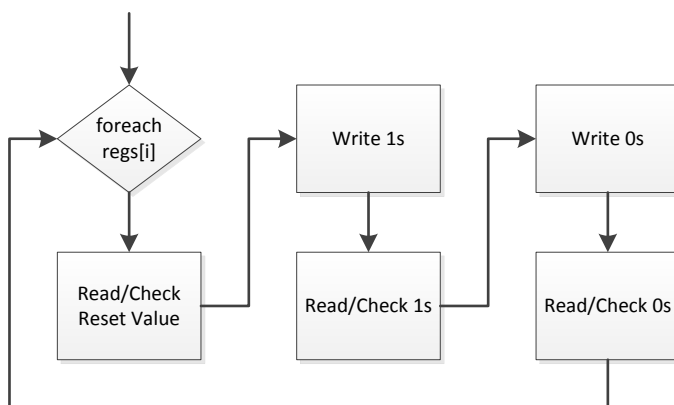 foreach
regs[i]
Read/Check
Reset Value
Write 1s
Read/Check 1s
Write 0s
Read/Check 0s